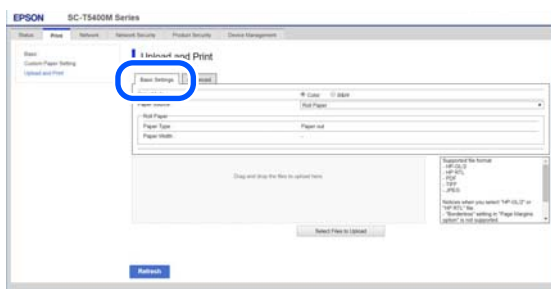 EPSON SC-T5400M Series
Status Print Network Network Security Product Security Device Management
Basic
Custom Paper Setting
Upload and Print
Upload and Print
Basic Settings
Color B&W
Roll Paper
Roll Paper
Paper Type Paper out
Paper Width
Drag and drop the files to upload here.
Supported file format
- HP-GL/2
- HP RTL
- PDF
- TIFF
- JPEG
Notices when you select "HP-GL/2" or
"HP RTL" file
- "Borderless" setting in "Page Margins
option" is not supported.
Select Files to Upload
Refresh